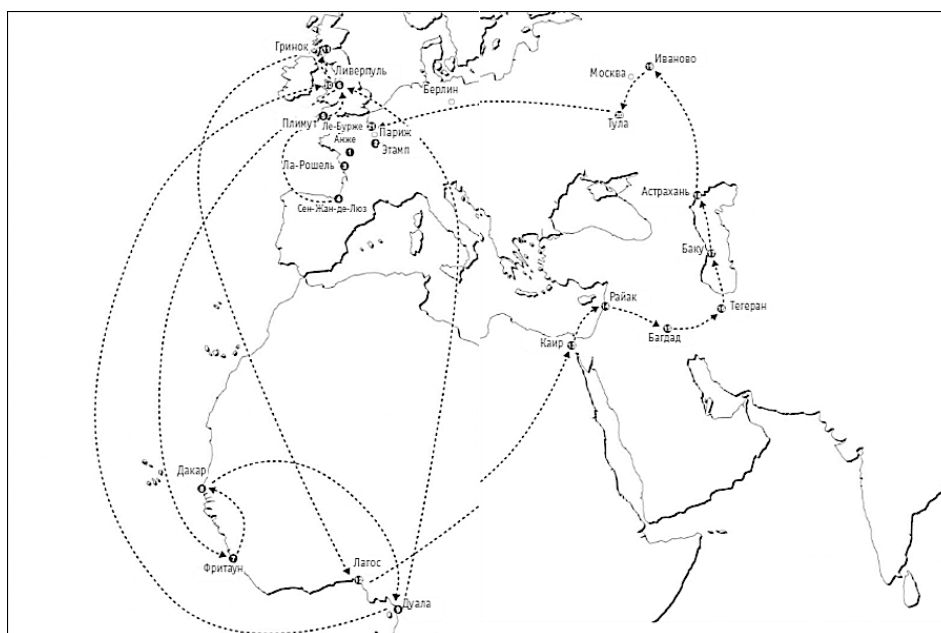 Гринок
Иваново
Москва
Ливерпуль
Берлин
Тула
Плимут
Ле-Бурже
Париж
Анже
Этамп
Ла-Рошель
Сен-Жан-де-Люз
Астрахань
Баку
Тегеран
Райак
Багдад
Каир
Дакар
7
Фритаун
Лагос
Дуала